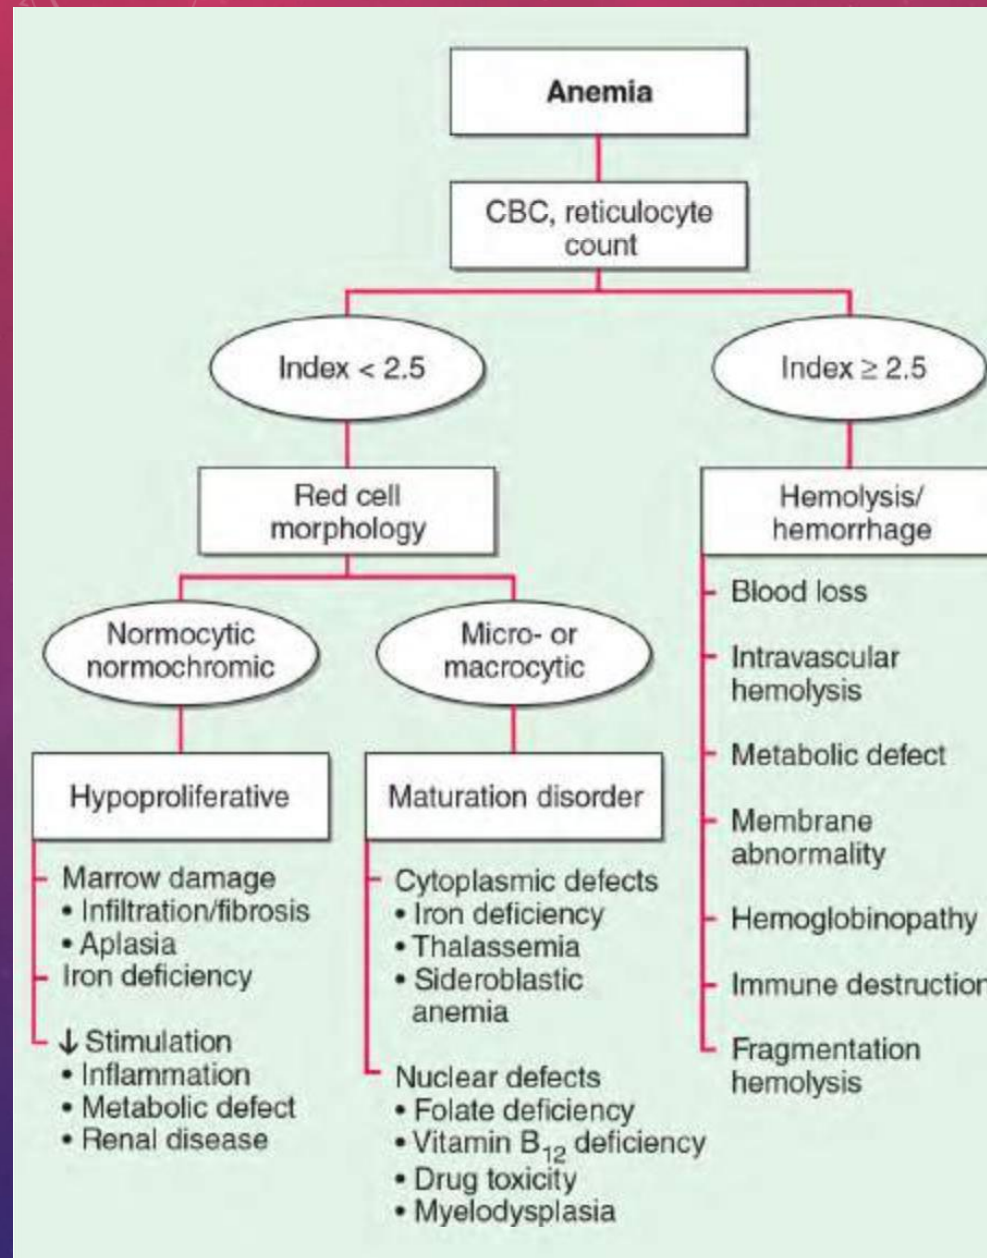 Anemia
CBC, reticulocyte
count
Index < 2.5
Index ≥ 2.5
Red cell
morphology
Hemolysis/
hemorrhage
Blood loss
Intravascular
hemolysis
Metabolic defect
Membrane
abnormality
Hemoglobinopathy
Immune destruction
Fragmentation
hemolysis
Normocytic
normochromic
Micro- or
macrocytic
Hypoproliferative
Marrow damage
• Infiltration/fibrosis
• Aplasia
Iron deficiency
↓ Stimulation
• Inflammation
• Metabolic defect
• Renal disease
Maturation disorder
Cytoplasmic defects
• Iron deficiency
• Thalassemia
• Sideroblastic
anemia
Nuclear defects
• Folate deficiency
• Vitamin B₁₂ deficiency
• Drug toxicity
• Myelodysplasia